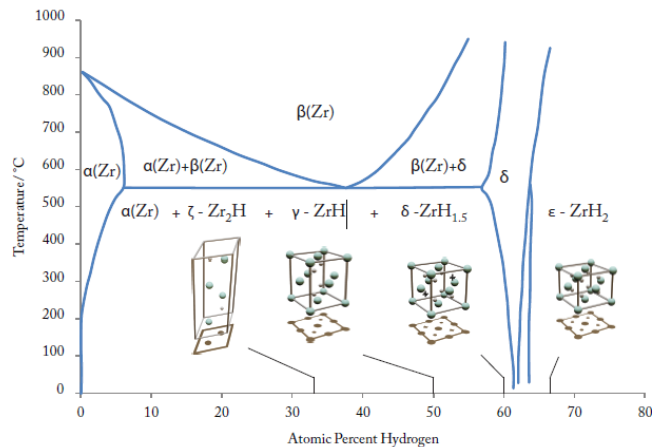 1000
900
800
700
600
500
400
300
200
100
0
Temperature/°C
β(Zr)
α(Zr)
α(Zr)+β(Zr)
β(Zr)+δ
δ
α(Zr) + ζ - Zr₂H + γ - ZrH + δ -ZrH₁.₅
ε - ZrH₂
0 10 20 30 40 50 60 70 80
Atomic Percent Hydrogen